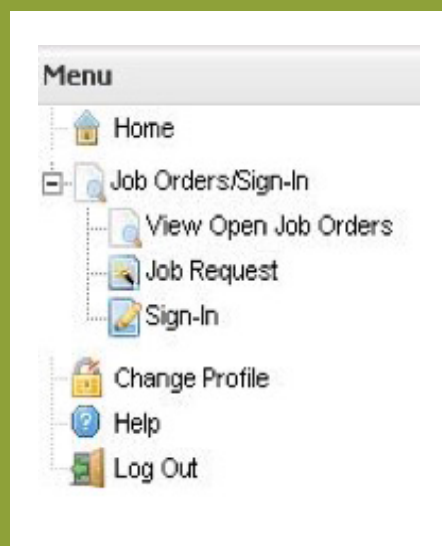 Menu
Home
Job Orders/Sign-In
View Open Job Orders
Job Request
Sign-In
Change Profile
Help
Log Out